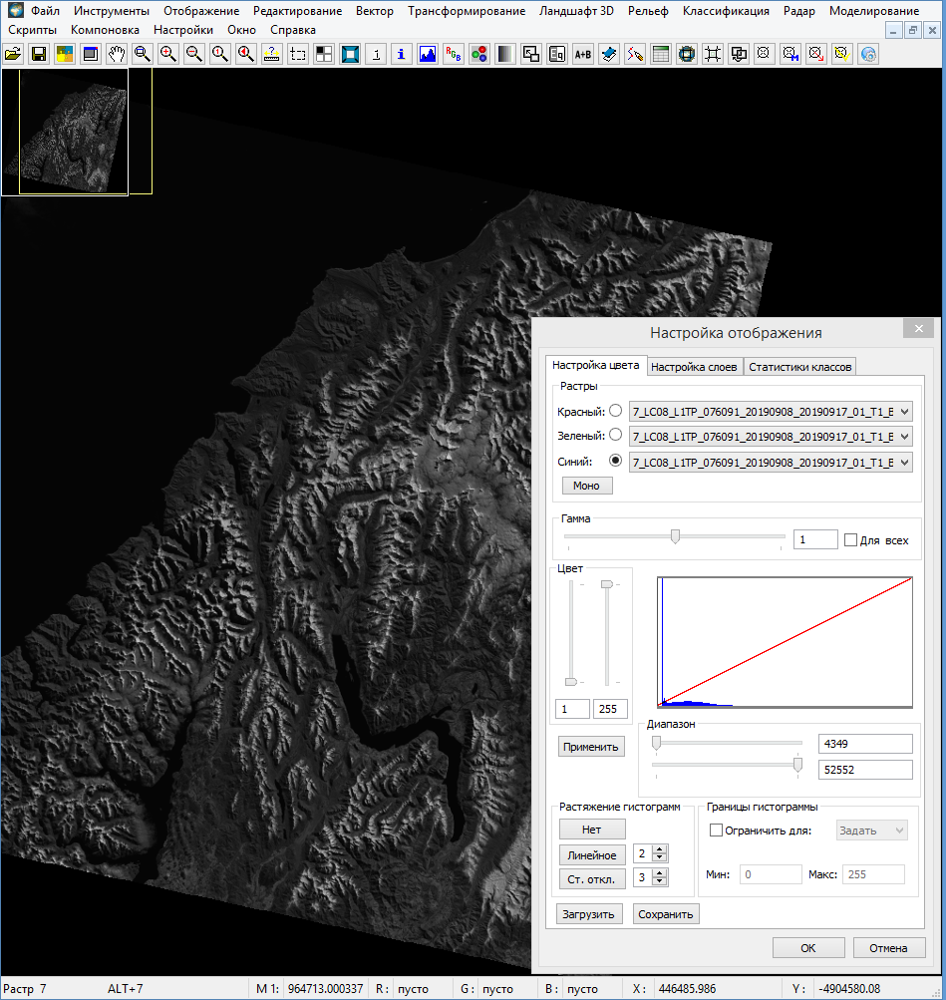 Файл Инструменты Отображение Редактирование Вектор Трансформирование Ландшафт 3D Рельеф Классификация Радар Моделирование
Скрипты Компоновка Настройки Окно Справка
1 1 i RGB A+B M
Настройка отображения
Настройка цвета Настройка слоев Статистики классов
Растры
Красный: 7_LC08_L1TP_076091_20190908_20190917_01_T1_B
Зеленый: 7_LC08_L1TP_076091_20190908_20190917_01_T1_B
Синий: 7_LC08_L1TP_076091_20190908_20190917_01_T1_B
Моно
Гамма
1 Для всех
Цвет
1 255
Применить
Диапазон
4349
52552
Растяжение гистограмм
Нет
Линейное 2
Ст. откл. 3
Границы гистограммы
Ограничить для: Задать
Мин: 0 Макс: 255
Загрузить Сохранить
ОК Отмена
Растр 7 ALT+7 М 1: 964713.000337 R : пусто G : пусто B : пусто X : 446485.986 Y : -4904580.08